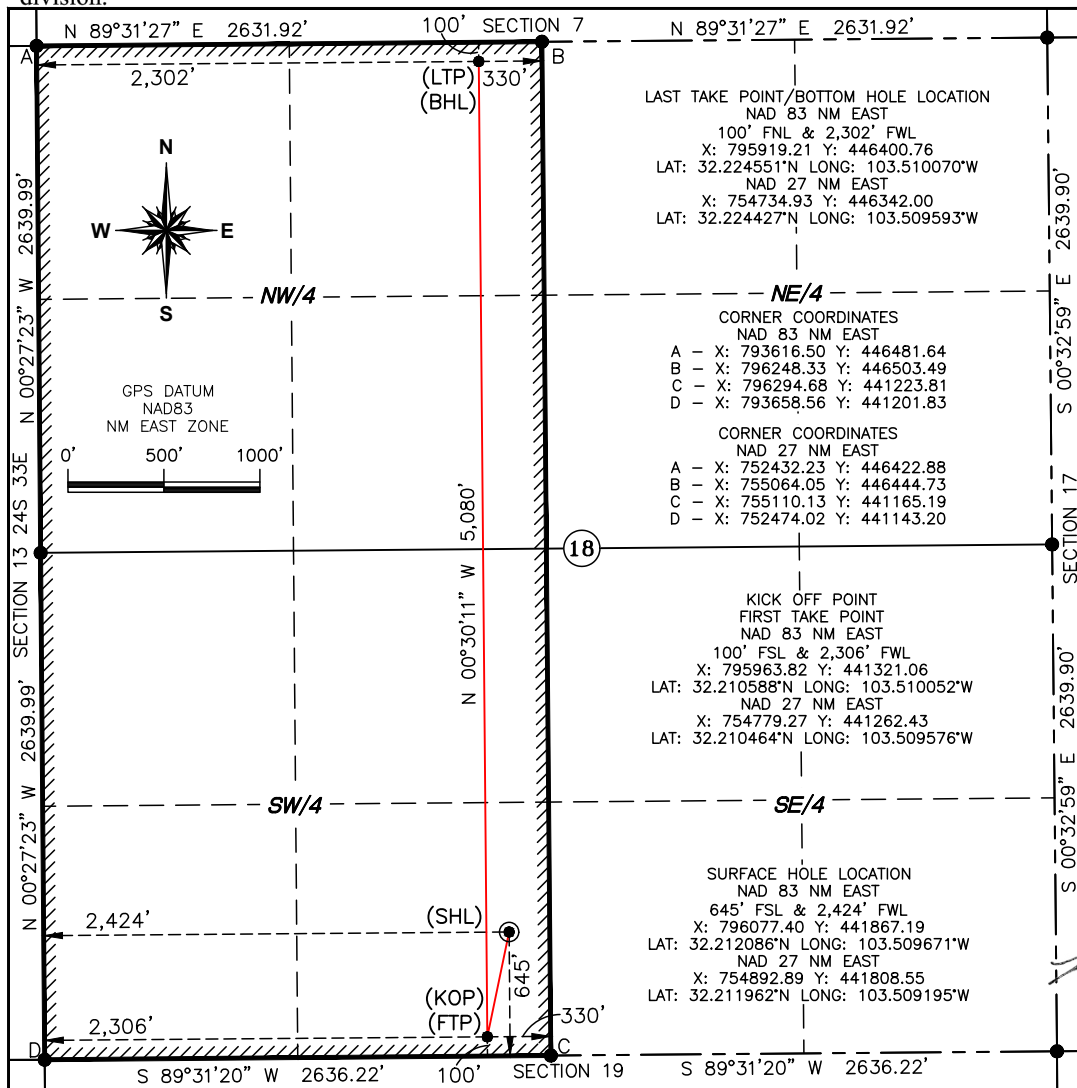 division.
N 89°31'27" E 2631.92'
100'
SECTION 7
N 89°31'27" E 2631.92'
A
B
2,302'
(LTP)
330'
(BHL)
N
W
E
S
LAST TAKE POINT/BOTTOM HOLE LOCATION
NAD 83 NM EAST
100' FNL & 2,302' FWL
X: 795919.21 Y: 446400.76
LAT: 32.224551°N LONG: 103.510070°W
NAD 27 NM EAST
X: 754734.93 Y: 446342.00
LAT: 32.224427°N LONG: 103.509593°W
N 00°27'23" W 2639.99'
S 00°32'59" E 2639.90'
NW/4
NE/4
CORNER COORDINATES
NAD 83 NM EAST
A - X: 793616.50 Y: 446481.64
B - X: 796248.33 Y: 446503.49
C - X: 796294.68 Y: 441223.81
D - X: 793658.56 Y: 441201.83
CORNER COORDINATES
NAD 27 NM EAST
A - X: 752432.23 Y: 446422.88
B - X: 755064.05 Y: 446444.73
C - X: 755110.13 Y: 441165.19
D - X: 752474.02 Y: 441143.20
GPS DATUM
NAD83
NM EAST ZONE
0' 500' 1000'
SECTION 13 24S 33E
N 00°30'11" W 5,080'
18
SECTION 17
KICK OFF POINT
FIRST TAKE POINT
NAD 83 NM EAST
100' FSL & 2,306' FWL
X: 795963.82 Y: 441321.06
LAT: 32.210588°N LONG: 103.510052°W
NAD 27 NM EAST
X: 754779.27 Y: 441262.43
LAT: 32.210464°N LONG: 103.509576°W
N 00°27'23" W 2639.99'
S 00°32'59" E 2639.90'
SW/4
SE/4
SURFACE HOLE LOCATION
NAD 83 NM EAST
645' FSL & 2,424' FWL
X: 796077.40 Y: 441867.19
LAT: 32.212086°N LONG: 103.509671°W
NAD 27 NM EAST
X: 754892.89 Y: 441808.55
LAT: 32.211962°N LONG: 103.509195°W
2,424'
(SHL)
645'
(KOP)
(FTP)
2,306'
330'
D
C
S 89°31'20" W 2636.22'
100'
SECTION 19
S 89°31'20" W 2636.22'